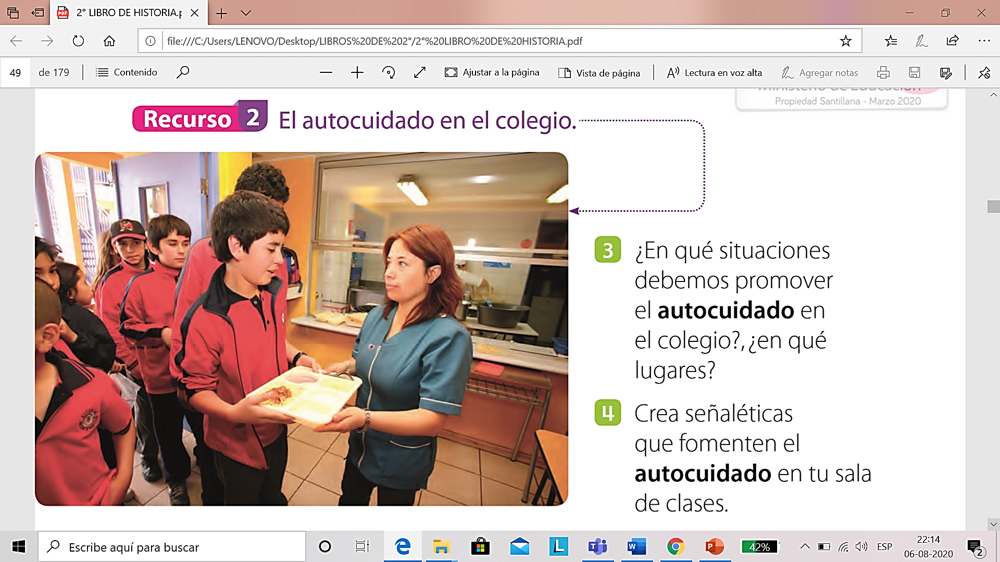 2° LIBRO DE HISTORIA.p
file:///C:/Users/LENOVO/Desktop/LIBROS%20DE%202°/2°%20LIBRO%20DE%20HISTORIA.pdf
49 de 179 Contenido Ajustar a la página Vista de página Lectura en voz alta Agregar notas
Ministerio de Educación
Propiedad Santillana - Marzo 2020
Recurso 2 El autocuidado en el colegio.
3 ¿En qué situaciones
debemos promover
el autocuidado en
el colegio?, ¿en qué
lugares?
4 Crea señaléticas
que fomenten el
autocuidado en tu sala
de clases.
Escribe aquí para buscar
42%
ESP
22:14
06-08-2020
2